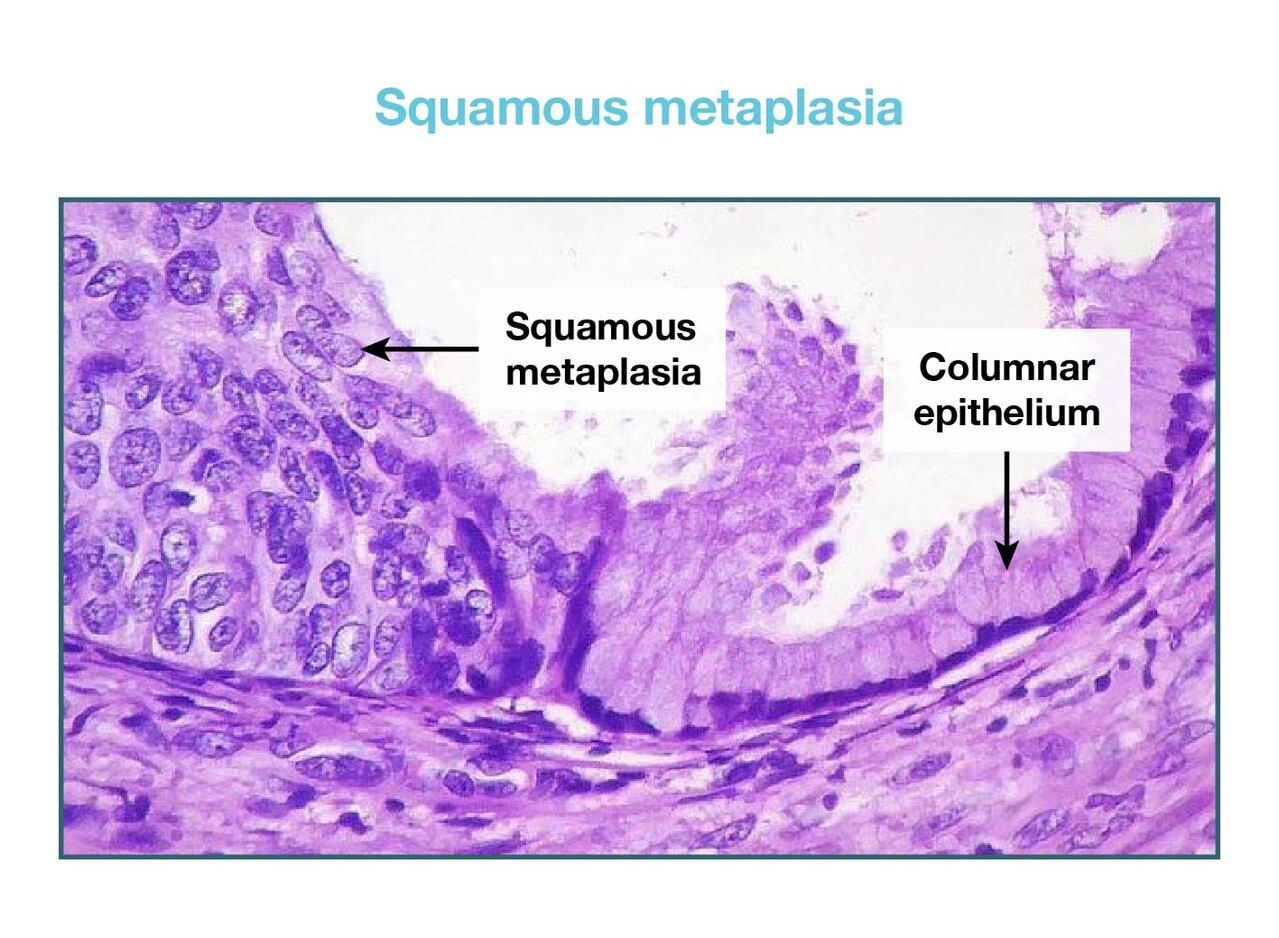 Squamous metaplasia
Squamous
metaplasia
Columnar
epithelium